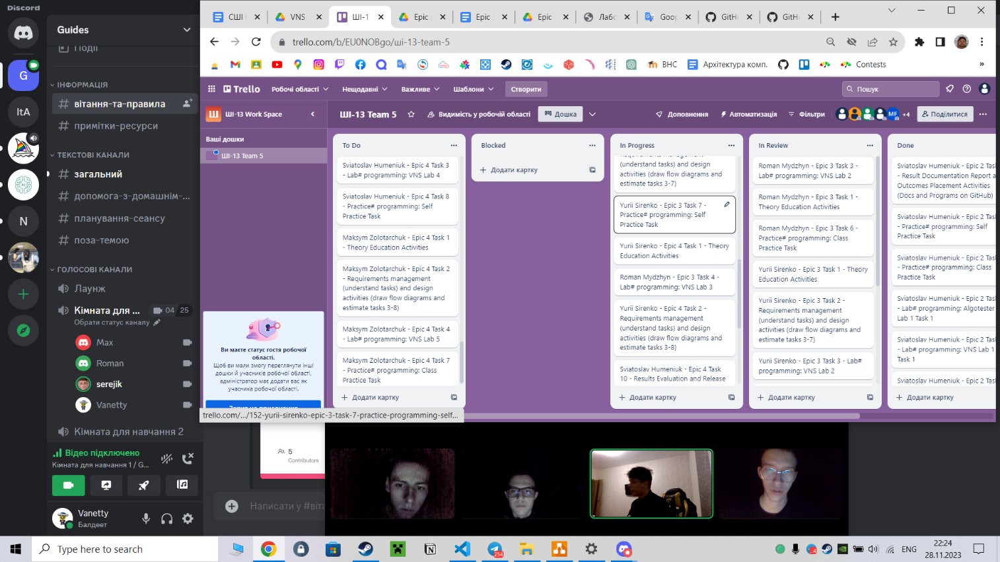 Discord
Guides
Події
ІНФОРМАЦІЯ
вітання-та-правила
примітки-ресурси
ТЕКСТОВІ КАНАЛИ
загальний
допомога-з-домашнім-...
планування-сеансу
поза-темою
ГОЛОСОВІ КАНАЛИ
Лаунж
Кімната для ...
04 25
Обрати статус каналу
Max
Roman
serejik
Vanetty
Кімната для навчання 2
Відео підключено
Кімната для навчання 1 / G...
Vanetty
Балдеет
G
ItA
N
СШІ
VNS
ШІ-1
Epic
Epic
Epic
Лабо
Goog
GitHu
GitHu
trello.com/b/EU0NOBgo/ші-13-team-5
ВНС
Архітектура комп.
Contests
»
Trello
Робочі області
Нещодавні
Важливе
Шаблони
Створити
Пошук
Ш
ШІ-13 Work Space
ШІ-13 Team 5
Видимість у робочій області
Дошка
Доповнення
Автоматизація
Фільтри
MF
+4
Поділитися
Ваші дошки
ШІ-13 Team 5
Ви маєте статус гостя робочої
області.
Щоб ви мали змогу переглянути інші
дошки й учасників робочої області,
адміністратор має додати вас як
учасника робочої області.
trello.com/.../152-yurii-sirenko-epic-3-task-7-practice-programming-self...
To Do
Sviatoslav Humeniuk - Epic 4 Task 3
- Lab# programming: VNS Lab 4
Sviatoslav Humeniuk - Epic 4 Task 8
- Practice# programming: Self
Practice Task
Maksym Zolotarchuk - Epic 4 Task 1
- Theory Education Activities
Maksym Zolotarchuk - Epic 4 Task 2
- Requirements management
(understand tasks) and design
activities (draw flow diagrams and
estimate tasks 3-8)
Maksym Zolotarchuk - Epic 4 Task 4
- Lab# programming: VNS Lab 5
Maksym Zolotarchuk - Epic 4 Task 7
- Practice# programming: Class
Practice Task
Додати картку
Blocked
Додати картку
In Progress
Requirements management
(understand tasks) and design
activities (draw flow diagrams and
estimate tasks 3-7)
Yurii Sirenko - Epic 3 Task 7 -
Practice# programming: Self
Practice Task
Yurii Sirenko - Epic 4 Task 1 - Theory
Education Activities
Roman Mydzhyn - Epic 3 Task 4 -
Lab# programming: VNS Lab 3
Yurii Sirenko - Epic 4 Task 2 -
Requirements management
(understand tasks) and design
activities (draw flow diagrams and
estimate tasks 3-8)
Sviatoslav Humeniuk - Epic 4 Task
10 - Results Evaluation and Release
Додати картку
In Review
Roman Mydzhyn - Epic 3 Task 3 -
Lab# programming: VNS Lab 2
Roman Mydzhyn - Epic 3 Task 1 -
Theory Education Activities
Roman Mydzhyn - Epic 3 Task 6 -
Practice# programming: Class
Practice Task
Yurii Sirenko - Epic 3 Task 1 - Theory
Education Activities
Yurii Sirenko - Epic 3 Task 2 -
Requirements management
(understand tasks) and design
activities (draw flow diagrams and
estimate tasks 3-7)
Yurii Sirenko - Epic 3 Task 3 - Lab#
programming: VNS Lab 2
Додати картку
Done
Sviatoslav Humeniuk - Epic 2 Tas
- Result Documentation Report a
Outcomes Placement Activities
(Docs and Programs on GitHub)
Sviatoslav Humeniuk - Epic 2 Tas
- Practice# programming: Self
Practice Task
Sviatoslav Humeniuk - Epic 2 Tas
- Practice# programming: Class
Practice Task
Sviatoslav Humeniuk - Epic 2 Tas
- Lab# programming: Algotester
Lab 1 Task 1
Sviatoslav Humeniuk - Epic 2 Tas
- Lab# programming: VNS Lab 1
Task 1
Sviatoslav Humeniuk - Epic 2 Tas
Додати картку
5
Contributors
Написати у #віта
Type here to search
254
ENG
22:24
28.11.2023